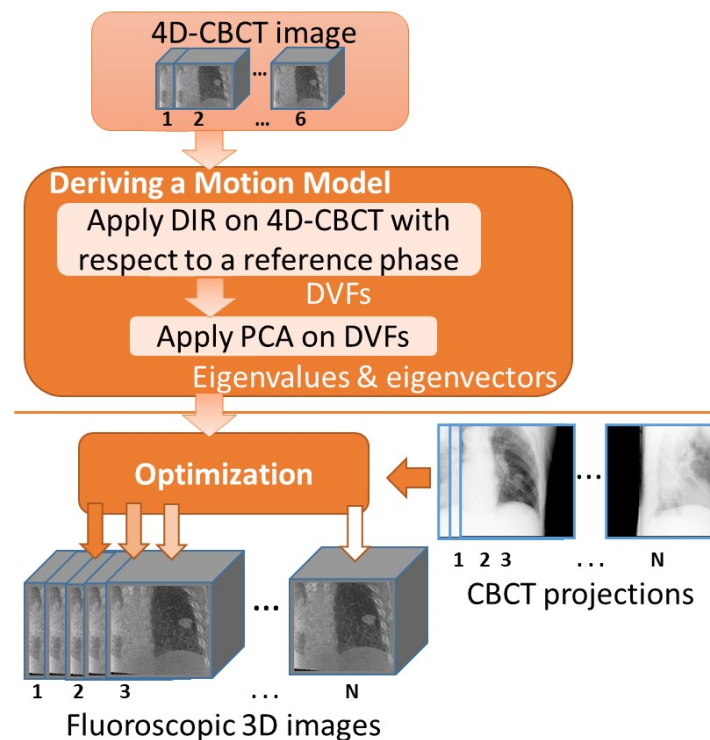 4D-CBCT image
...
1 2 ... 6
Deriving a Motion Model
Apply DIR on 4D-CBCT with
respect to a reference phase
DVFs
Apply PCA on DVFs
Eigenvalues & eigenvectors
Optimization
...
1 2 3 ... N
CBCT projections
...
1 2 3 ... N
Fluoroscopic 3D images